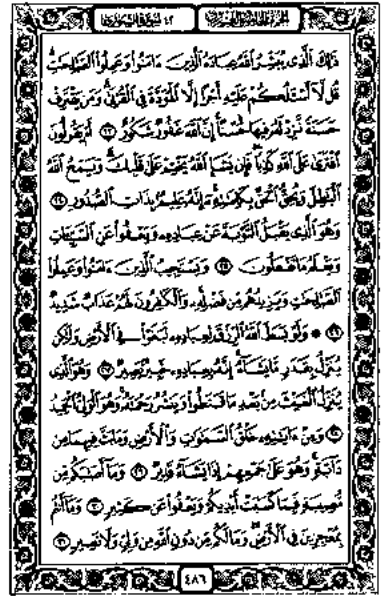 الجزء الخامس والعشرون ٤٢ سورة الشورى
ذَٰلِكَ ٱلَّذِى يُبَشِّرُ ٱللَّهُ عِبَادَهُ ٱلَّذِينَ ءَامَنُوا۟ وَعَمِلُوا۟ ٱلصَّٰلِحَٰتِ
قُل لَّآ أَسْـَٔلُكُمْ عَلَيْهِ أَجْرًا إِلَّا ٱلْمَوَدَّةَ فِى ٱلْقُرْبَىٰ وَمَن يَقْتَرِفْ
حَسَنَةً نَّزِدْ لَهُۥ فِيهَا حُسْنًا إِنَّ ٱللَّهَ غَفُورٌ شَكُورٌ ٢٣ أَمْ يَقُولُونَ
ٱفْتَرَىٰ عَلَى ٱللَّهِ كَذِبًا فَإِن يَشَإِ ٱللَّهُ يَخْتِمْ عَلَىٰ قَلْبِكَ وَيَمْحُ ٱللَّهُ
ٱلْبَٰطِلَ وَيُحِقُّ ٱلْحَقَّ بِكَلِمَٰتِهِۦٓ إِنَّهُۥ عَلِيمٌۢ بِذَاتِ ٱلصُّدُورِ ٢٤
وَهُوَ ٱلَّذِى يَقْبَلُ ٱلتَّوْبَةَ عَنْ عِبَادِهِۦ وَيَعْفُوا۟ عَنِ ٱلسَّيِّـَٔاتِ
وَيَعْلَمُ مَا تَفْعَلُونَ ٢٥ وَيَسْتَجِيبُ ٱلَّذِينَ ءَامَنُوا۟ وَعَمِلُوا۟
ٱلصَّٰلِحَٰتِ وَيَزِيدُهُم مِّن فَضْلِهِۦ وَٱلْكَٰفِرُونَ لَهُمْ عَذَابٌ شَدِيدٌ
٢٦ ۞ وَلَوْ بَسَطَ ٱللَّهُ ٱلرِّزْقَ لِعِبَادِهِۦ لَبَغَوْا۟ فِى ٱلْأَرْضِ وَلَٰكِن
يُنَزِّلُ بِقَدَرٍ مَّا يَشَآءُ إِنَّهُۥ بِعِبَادِهِۦ خَبِيرٌۢ بَصِيرٌ ٢٧ وَهُوَ ٱلَّذِى
يُنَزِّلُ ٱلْغَيْثَ مِنۢ بَعْدِ مَا قَنَطُوا۟ وَيَنشُرُ رَحْمَتَهُۥ وَهُوَ ٱلْوَلِىُّ ٱلْحَمِيدُ
٢٨ وَمِنْ ءَايَٰتِهِۦ خَلْقُ ٱلسَّمَٰوَٰتِ وَٱلْأَرْضِ وَمَا بَثَّ فِيهِمَا مِن
دَآبَّةٍ وَهُوَ عَلَىٰ جَمْعِهِمْ إِذَا يَشَآءُ قَدِيرٌ ٢٩ وَمَآ أَصَٰبَكُم مِّن
مُّصِيبَةٍ فَبِمَا كَسَبَتْ أَيْدِيكُمْ وَيَعْفُوا۟ عَن كَثِيرٍ ٣٠ وَمَآ أَنتُم
بِمُعْجِزِينَ فِى ٱلْأَرْضِ وَمَا لَكُم مِّن دُونِ ٱللَّهِ مِن وَلِىٍّ وَلَا نَصِيرٍ ٣١
٤٨٦